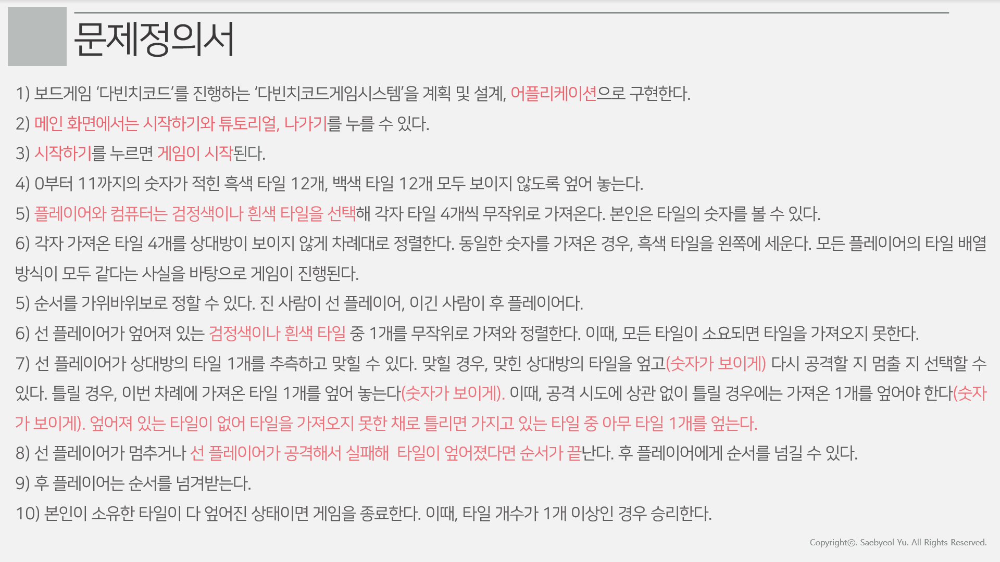 문제정의서
1) 보드게임 ‘다빈치코드’를 진행하는 ‘다빈치코드게임시스템’을 계획 및 설계, 어플리케이션으로 구현한다.
2) 메인 화면에서는 시작하기와 튜토리얼, 나가기를 누를 수 있다.
3) 시작하기를 누르면 게임이 시작된다.
4) 0부터 11까지의 숫자가 적힌 흑색 타일 12개, 백색 타일 12개 모두 보이지 않도록 엎어 놓는다.
5) 플레이어와 컴퓨터는 검정색이나 흰색 타일을 선택해 각자 타일 4개씩 무작위로 가져온다. 본인은 타일의 숫자를 볼 수 있다.
6) 각자 가져온 타일 4개를 상대방이 보이지 않게 차례대로 정렬한다. 동일한 숫자를 가져온 경우, 흑색 타일을 왼쪽에 세운다. 모든 플레이어의 타일 배열
방식이 모두 같다는 사실을 바탕으로 게임이 진행된다.
5) 순서를 가위바위보로 정할 수 있다. 진 사람이 선 플레이어, 이긴 사람이 후 플레이어다.
6) 선 플레이어가 엎어져 있는 검정색이나 흰색 타일 중 1개를 무작위로 가져와 정렬한다. 이때, 모든 타일이 소요되면 타일을 가져오지 못한다.
7) 선 플레이어가 상대방의 타일 1개를 추측하고 맞힐 수 있다. 맞힐 경우, 맞힌 상대방의 타일을 엎고(숫자가 보이게) 다시 공격할 지 멈출 지 선택할 수
있다. 틀릴 경우, 이번 차례에 가져온 타일 1개를 엎어 놓는다(숫자가 보이게). 이때, 공격 시도에 상관 없이 틀릴 경우에는 가져온 1개를 엎어야 한다(숫자
가 보이게). 엎어져 있는 타일이 없어 타일을 가져오지 못한 채로 틀리면 가지고 있는 타일 중 아무 타일 1개를 엎는다.
8) 선 플레이어가 멈추거나 선 플레이어가 공격해서 실패해 타일이 엎어졌다면 순서가 끝난다. 후 플레이어에게 순서를 넘길 수 있다.
9) 후 플레이어는 순서를 넘겨받는다.
10) 본인이 소유한 타일이 다 엎어진 상태이면 게임을 종료한다. 이때, 타일 개수가 1개 이상인 경우 승리한다.
Copyrightⓒ. Saebyeol Yu. All Rights Reserved.